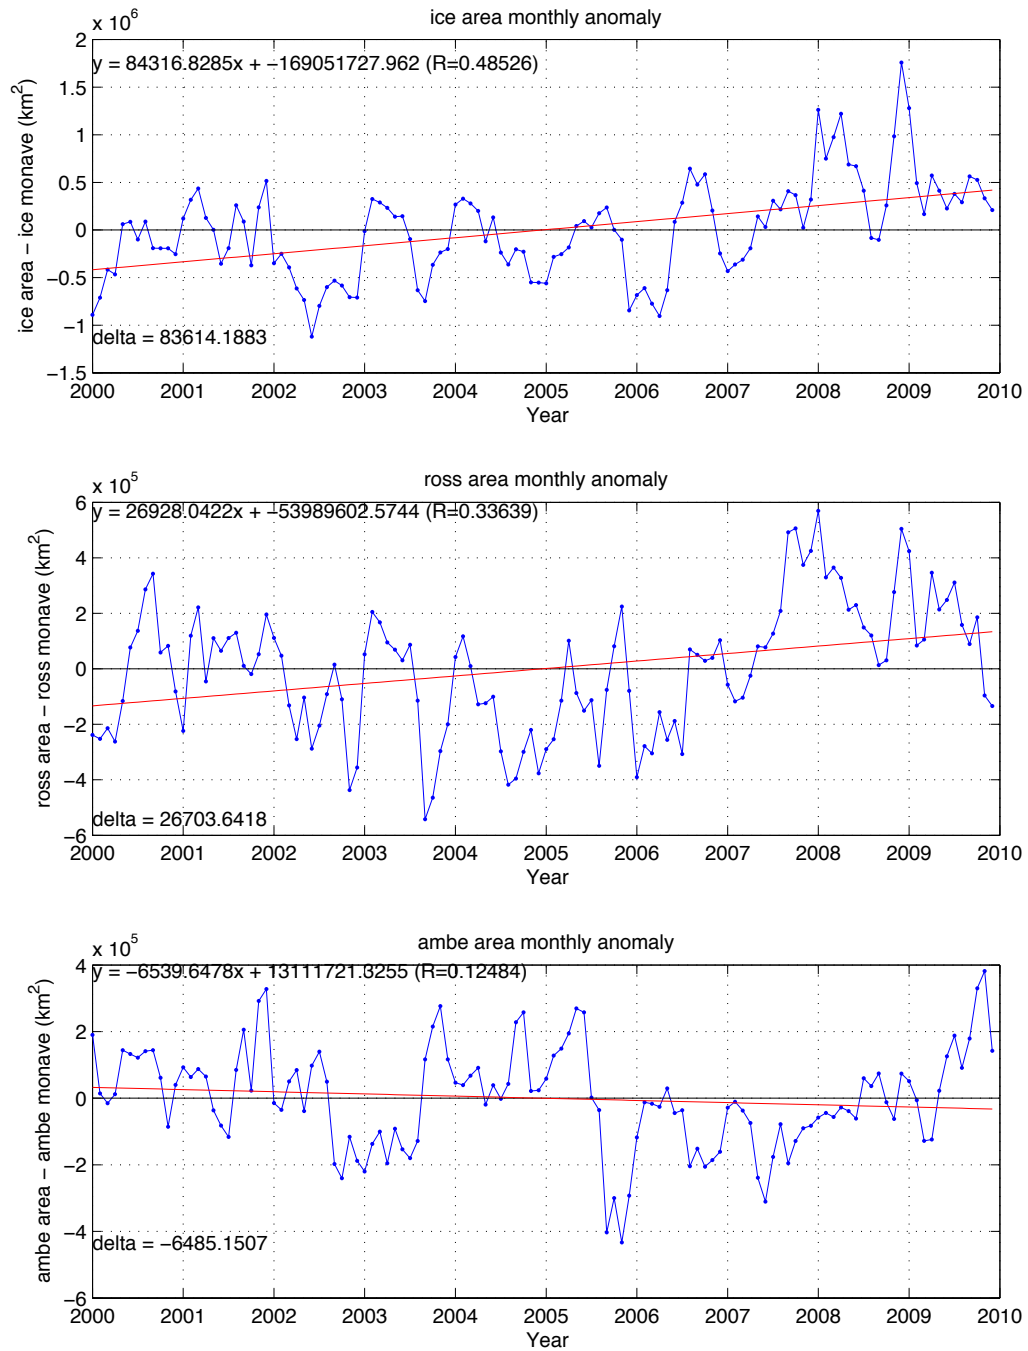 ice area monthly anomaly
x 10^6
y = 84316.8285x + −169051727.962 (R=0.48526)
ice area − ice monave (km²)
2
1.5
1
0.5
0
−0.5
−1
−1.5
delta = 83614.1883
2000 2001 2002 2003 2004 2005 2006 2007 2008 2009 2010
Year
ross area monthly anomaly
x 10^5
y = 26928.0422x + −53989602.5744 (R=0.33639)
ross area − ross monave (km²)
6
4
2
0
−2
−4
−6
delta = 26703.6418
2000 2001 2002 2003 2004 2005 2006 2007 2008 2009 2010
Year
ambe area monthly anomaly
x 10^5
y = −6539.6478x + 13111721.3255 (R=0.12484)
ambe area − ambe monave (km²)
4
2
0
−2
−4
−6
delta = −6485.1507
2000 2001 2002 2003 2004 2005 2006 2007 2008 2009 2010
Year